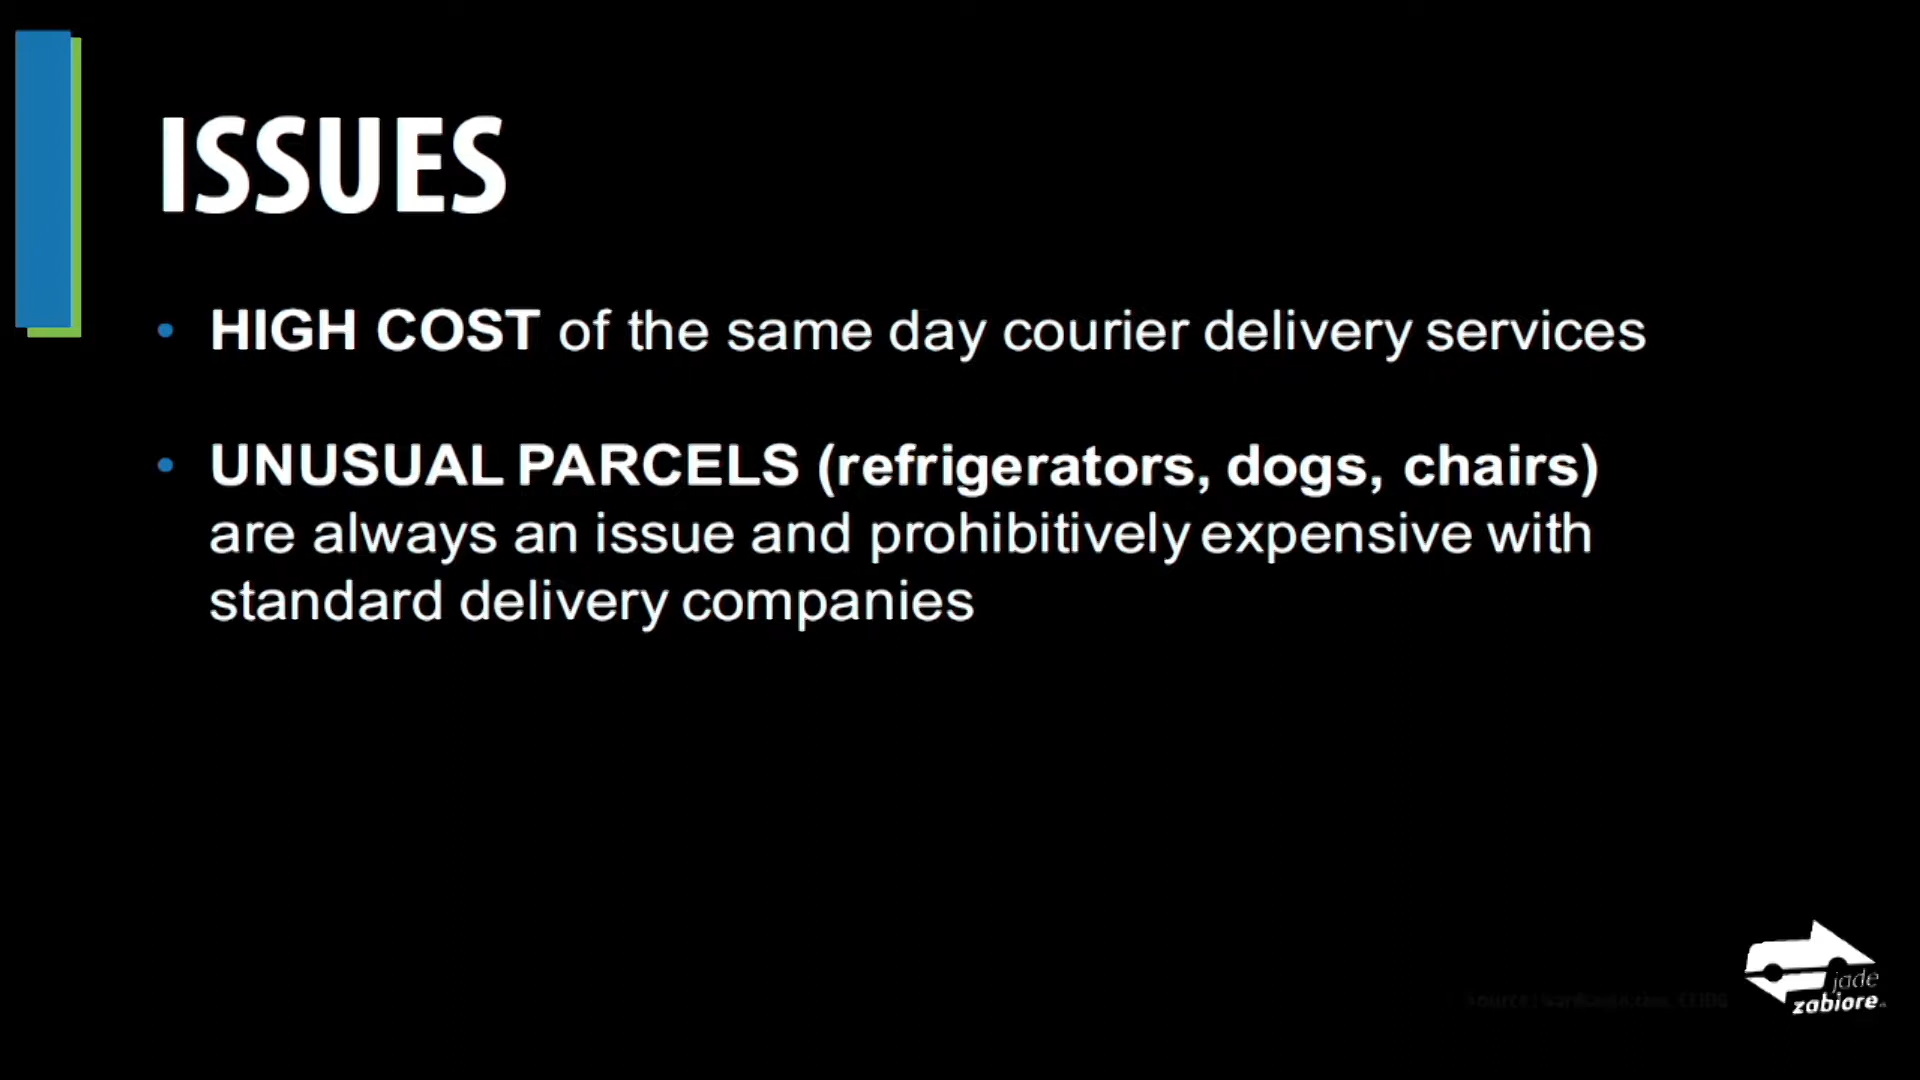 ISSUES
• HIGH COST of the same day courier delivery services
• UNUSUAL PARCELS (refrigerators, dogs, chairs)
are always an issue and prohibitively expensive with
standard delivery companies
jade
zabiore